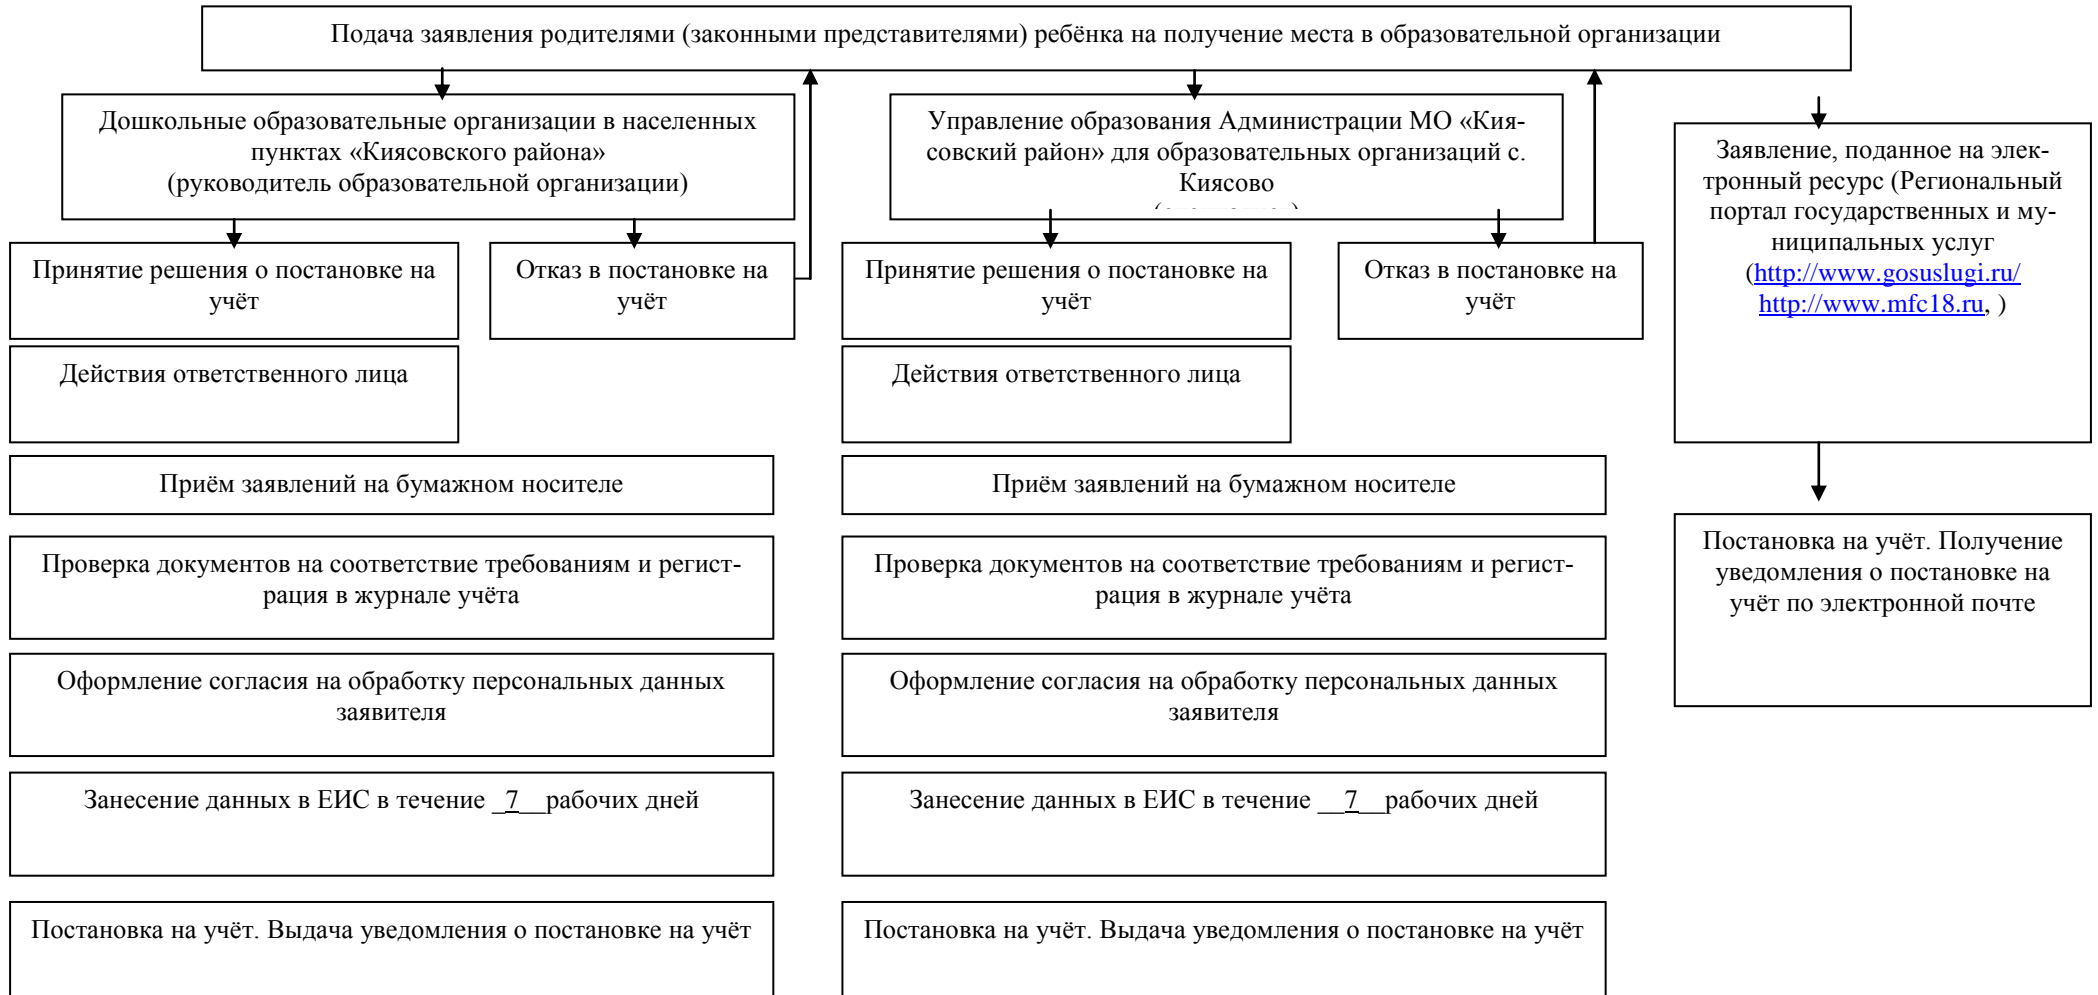 Подача заявления родителями (законными представителями) ребёнка на получение места в образовательной организации
Дошкольные образовательные организации в населенных
пунктах «Киясовского района»
(руководитель образовательной организации)
Управление образования Администрации МО «Кия-
совский район» для образовательных организаций с.
Киясово
Заявление, поданное на элек-
тронный ресурс (Региональный
портал государственных и му-
ниципальных услуг
(http://www.gosuslugi.ru/
http://www.mfc18.ru, )
Принятие решения о постановке на
учёт
Отказ в постановке на
учёт
Принятие решения о постановке на
учёт
Отказ в постановке на
учёт
Действия ответственного лица
Действия ответственного лица
Приём заявлений на бумажном носителе
Приём заявлений на бумажном носителе
Проверка документов на соответствие требованиям и регист-
рация в журнале учёта
Проверка документов на соответствие требованиям и регист-
рация в журнале учёта
Постановка на учёт. Получение
уведомления о постановке на
учёт по электронной почте
Оформление согласия на обработку персональных данных
заявителя
Оформление согласия на обработку персональных данных
заявителя
Занесение данных в ЕИС в течение _7__рабочих дней
Занесение данных в ЕИС в течение __7__рабочих дней
Постановка на учёт. Выдача уведомления о постановке на учёт
Постановка на учёт. Выдача уведомления о постановке на учёт